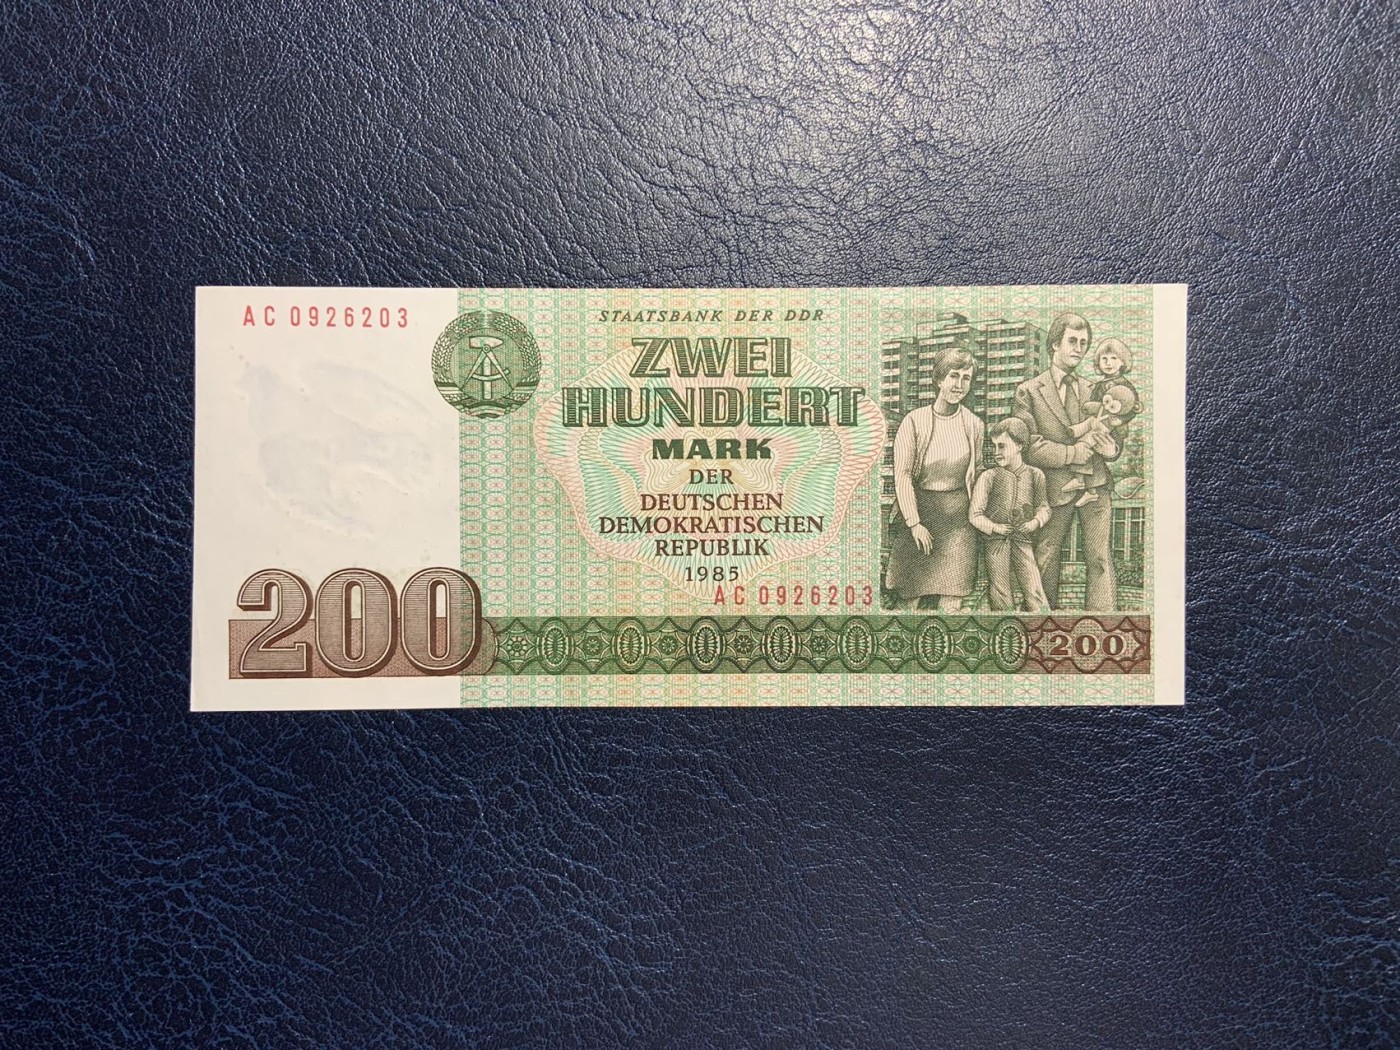 AC 0926203
STAATSBANK DER DDR
ZWEI
HUNDERT
MARK
DER
DEUTSCHEN
DEMOKRATISCHEN
REPUBLIK
1985
AC 0926203
200
200